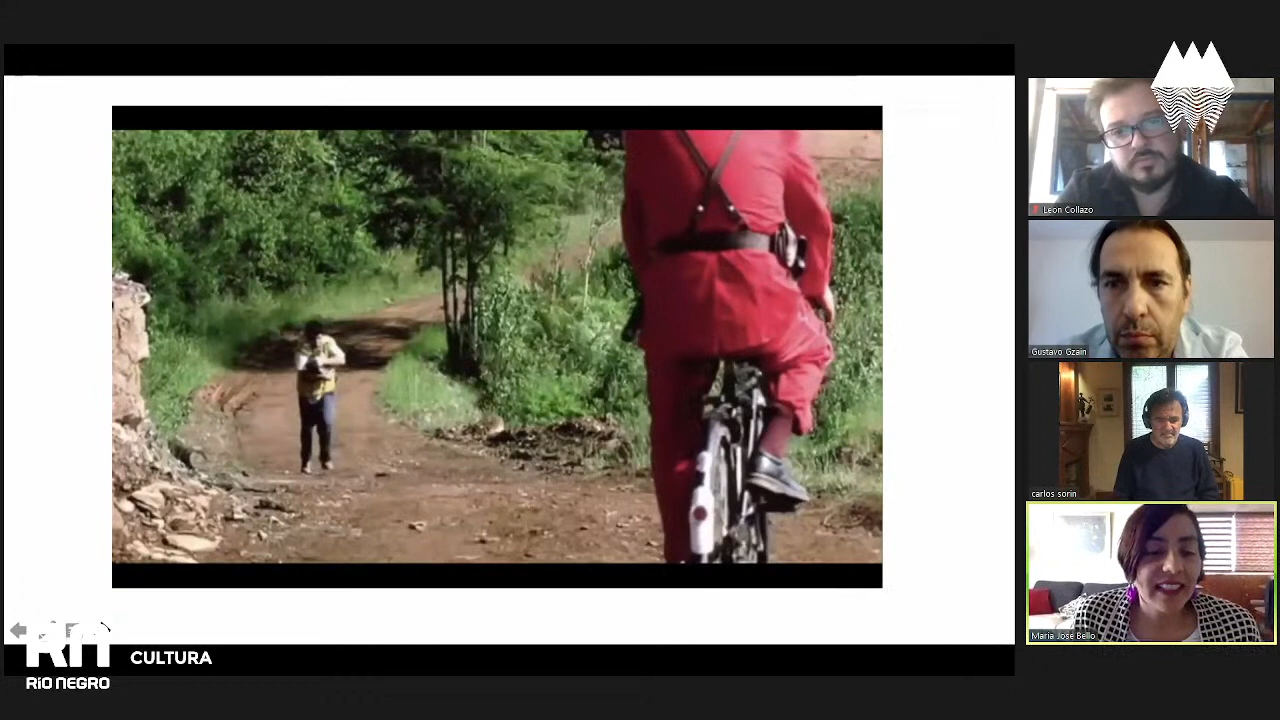 Leon Collazo
Gustavo Gzain
carlos sorin
Maria Jose Bello
RN CULTURA
RÍO NEGRO